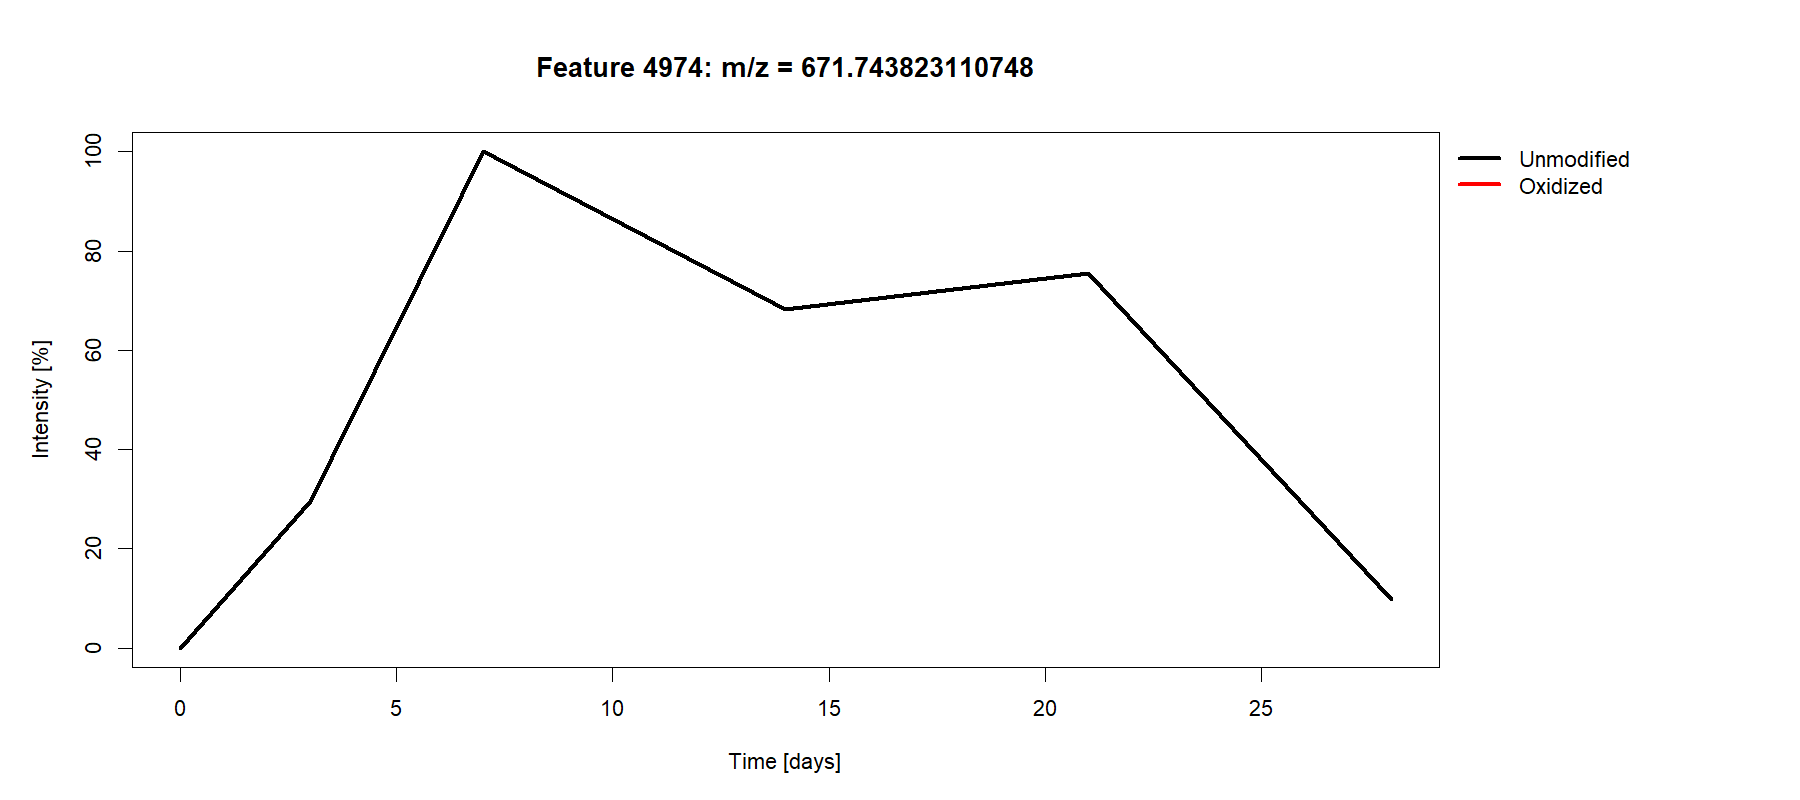 Feature 4974: m/z = 671.743823110748
Unmodified
Oxidized
Intensity [%]
100
80
60
40
20
0
0 5 10 15 20 25
Time [days]